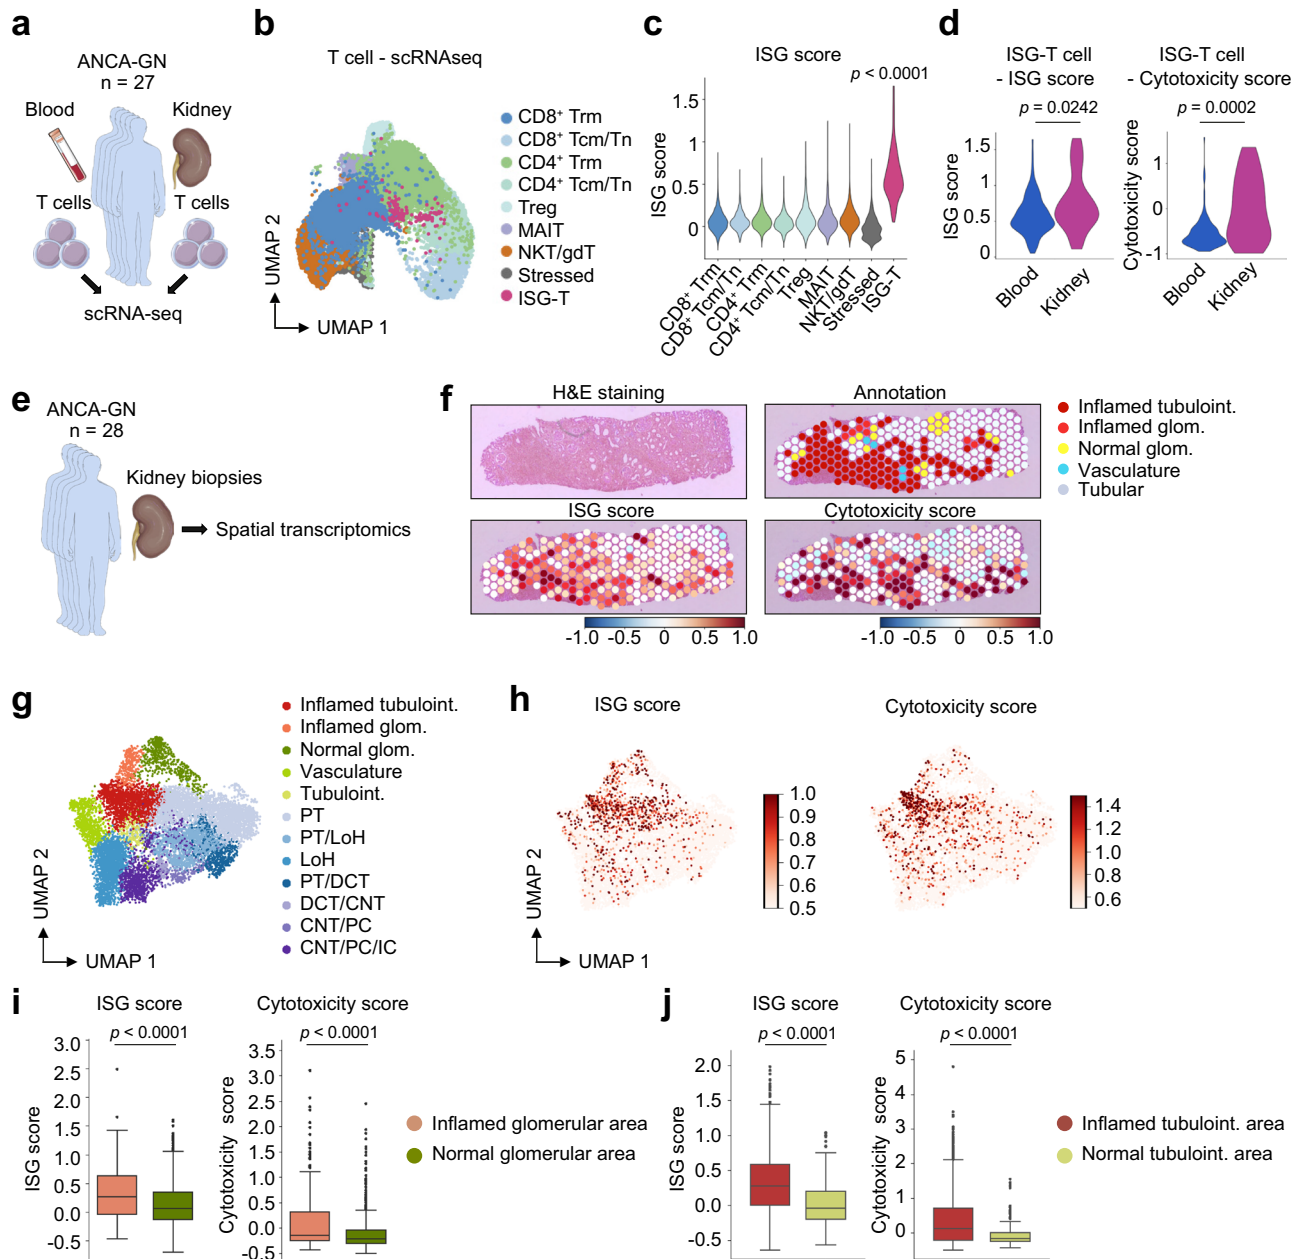 a
ANCA-GN
n = 27
Blood
Kidney
T cells
T cells
scRNA-seq
b
T cell - scRNAseq
UMAP 2
UMAP 1
CD8⁺ Trm
CD8⁺ Tcm/Tn
CD4⁺ Trm
CD4⁺ Tcm/Tn
Treg
MAIT
NKT/gdT
Stressed
ISG-T
c
ISG score
p < 0.0001
ISG score
1.5
1.0
0.5
0
CD8⁺ Trm
CD8⁺ Tcm/Tn
CD4⁺ Trm
CD4⁺ Tcm/Tn
Treg
MAIT
NKT/gdT
Stressed
ISG-T
d
ISG-T cell
- ISG score
p = 0.0242
ISG score
1.5
1.0
0.5
0
Blood
Kidney
ISG-T cell
- Cytotoxicity score
p = 0.0002
Cytotoxicity score
1
0
-1
Blood
Kidney
e
ANCA-GN
n = 28
Kidney biopsies
Spatial transcriptomics
f
H&E staining
Annotation
Inflamed tubuloint.
Inflamed glom.
Normal glom.
Vasculature
Tubular
ISG score
Cytotoxicity score
-1.0 -0.5 0 0.5 1.0
-1.0 -0.5 0 0.5 1.0
g
UMAP 2
UMAP 1
Inflamed tubuloint.
Inflamed glom.
Normal glom.
Vasculature
Tubuloint.
PT
PT/LoH
LoH
PT/DCT
DCT/CNT
CNT/PC
CNT/PC/IC
h
ISG score
UMAP 2
UMAP 1
1.0
0.9
0.8
0.7
0.6
0.5
Cytotoxicity score
1.4
1.2
1.0
0.8
0.6
i
ISG score
p < 0.0001
ISG score
3.0
2.5
2.0
1.5
1.0
0.5
0.0
-0.5
Cytotoxicity score
p < 0.0001
Cytotoxicity score
3.5
3.0
2.5
2.0
1.5
1.0
0.5
0.0
-0.5
Inflamed glomerular area
Normal glomerular area
j
ISG score
p < 0.0001
ISG score
2.0
1.5
1.0
0.5
0.0
-0.5
Cytotoxicity score
p < 0.0001
Cytotoxicity score
5
4
3
2
1
0
Inflamed tubuloint. area
Normal tubuloint. area